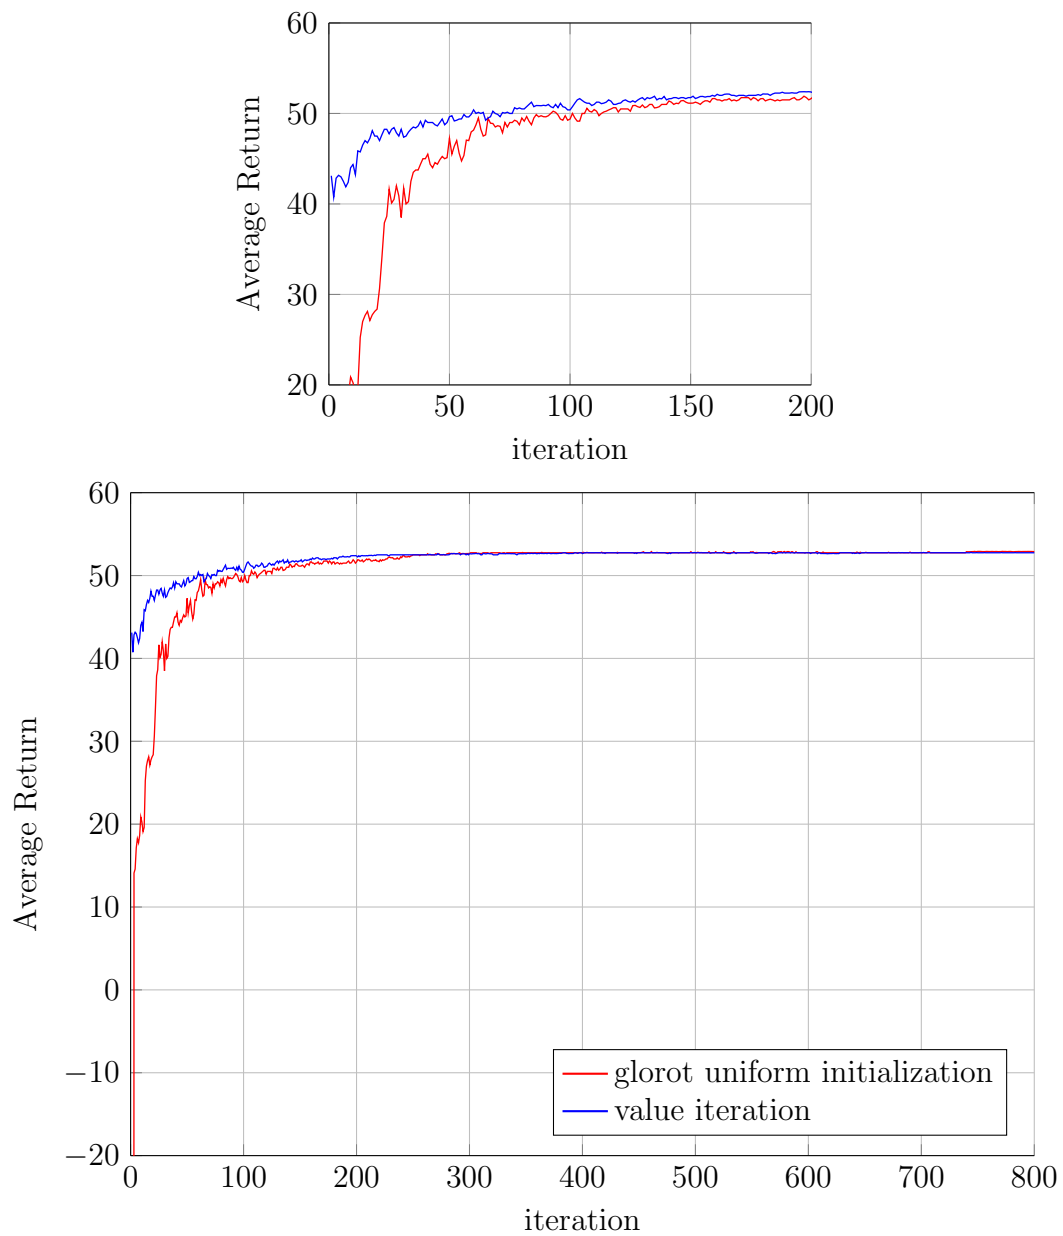 60
50
40
30
20
Average Return
0 50 100 150 200
iteration
60
50
40
30
20
10
0
−10
−20
Average Return
glorot uniform initialization
value iteration
0 100 200 300 400 500 600 700 800
iteration